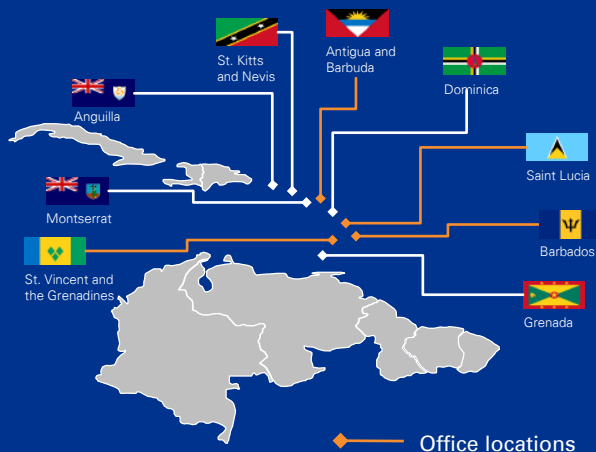 St. Kitts
and Nevis
Antigua and
Barbuda
Dominica
Anguilla
Saint Lucia
Montserrat
Barbados
St. Vincent and
the Grenadines
Grenada
Office locations